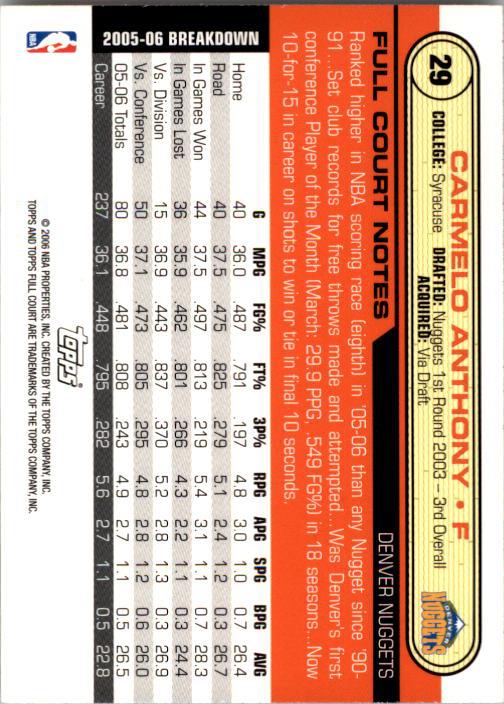 29
CARMELO ANTHONY • F
COLLEGE: Syracuse DRAFTED: Nuggets 1st Round 2003 – 3rd Overall
ACQUIRED: Via Draft
DENVER
NUGGETS
FULL COURT NOTES
DENVER NUGGETS
Ranked higher in NBA scoring race (eighth) in '05-06 than any Nugget since '90-
91...Set club records for free throws made and attempted...Was Denver's first
conference Player of the Month (March: 29.9 PPG, .549 FG%) in 18 seasons...Now
10-for-15 in career on shots to win or tie in final 10 seconds.
2005-06 BREAKDOWN G MPG FG% FT% 3P% RPG APG SPG BPG AVG
Home 40 36.0 .487 .791 .197 4.8 3.0 1.0 0.7 26.4
Road 40 37.5 .475 .825 .279 5.1 2.4 1.2 0.3 26.7
In Games Won 44 37.5 .497 .813 .219 5.4 3.1 1.1 0.7 28.3
In Games Lost 36 35.9 .462 .801 .266 4.3 2.2 1.1 0.3 24.4
Vs. Division 15 36.9 .443 .837 .370 5.2 2.8 1.3 0.3 26.9
Vs. Conference 50 37.1 .473 .805 .295 4.8 2.8 1.2 0.6 26.0
05-06 Totals 80 36.8 .481 .808 .243 4.9 2.7 1.1 0.5 26.5
Career 237 36.1 .448 .795 .282 5.6 2.7 1.1 0.5 22.8
NBA
topps
© 2006 NBA PROPERTIES, INC. CREATED BY THE TOPPS COMPANY, INC.
TOPPS AND TOPPS FULL COURT ARE TRADEMARKS OF THE TOPPS COMPANY, INC.